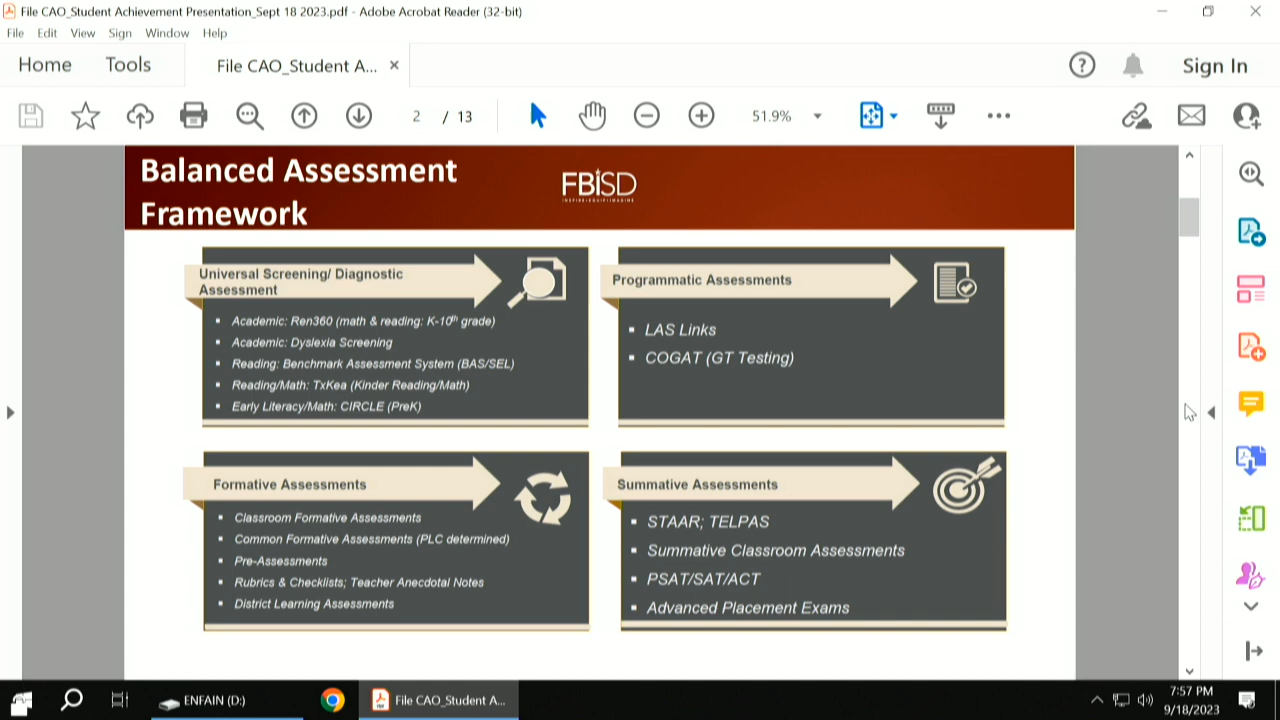 File CAO_Student Achievement Presentation_Sept 18 2023.pdf - Adobe Acrobat Reader (32-bit)
File Edit View Sign Window Help
Home Tools File CAO_Student A... × Sign In
2 / 13 51.9%
Balanced Assessment
Framework
FBISD
INSPIRE•EQUIP•IMAGINE
Universal Screening/ Diagnostic
Assessment
▪ Academic: Ren360 (math & reading: K-10th grade)
▪ Academic: Dyslexia Screening
▪ Reading: Benchmark Assessment System (BAS/SEL)
▪ Reading/Math: TxKea (Kinder Reading/Math)
▪ Early Literacy/Math: CIRCLE (PreK)
Programmatic Assessments
▪ LAS Links
▪ COGAT (GT Testing)
Formative Assessments
▪ Classroom Formative Assessments
▪ Common Formative Assessments (PLC determined)
▪ Pre-Assessments
▪ Rubrics & Checklists; Teacher Anecdotal Notes
▪ District Learning Assessments
Summative Assessments
▪ STAAR; TELPAS
▪ Summative Classroom Assessments
▪ PSAT/SAT/ACT
▪ Advanced Placement Exams
ENFAIN (D:)
File CAO_Student A...
7:57 PM
9/18/2023